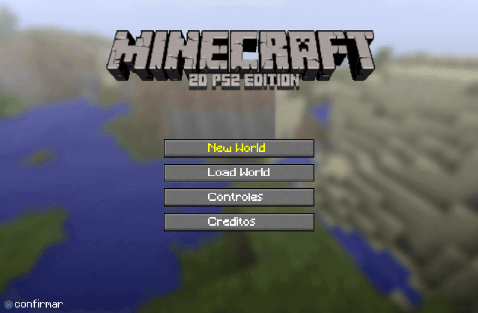 MINECRAFT
2D PS2 EDITION
New World
Load World
Controles
Creditos
confirmar